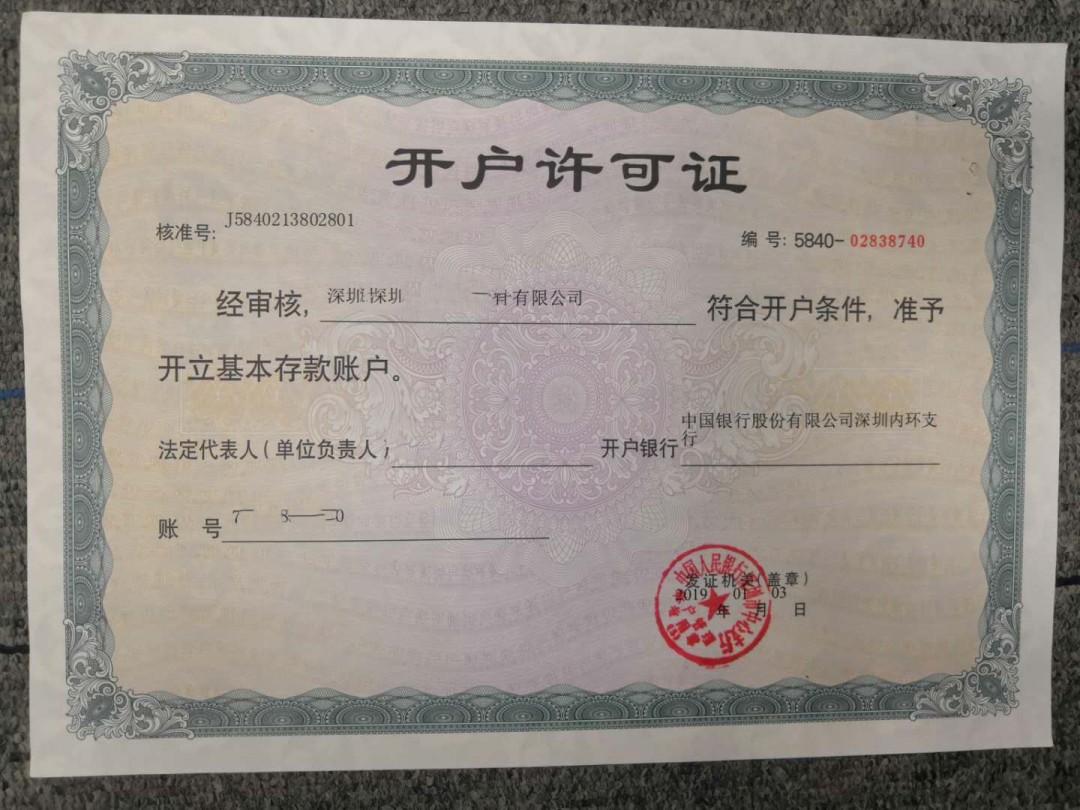 开户许可证
核准号: J5840213802801
编 号: 5840-02838740
经审核, 深圳 深圳 有限公司 符合开户条件, 准予
开立基本存款账户。
法定代表人(单位负责人) 开户银行 中国银行股份有限公司深圳内环支行
账 号
发证机关(盖章)
2019 年 01 月 03 日